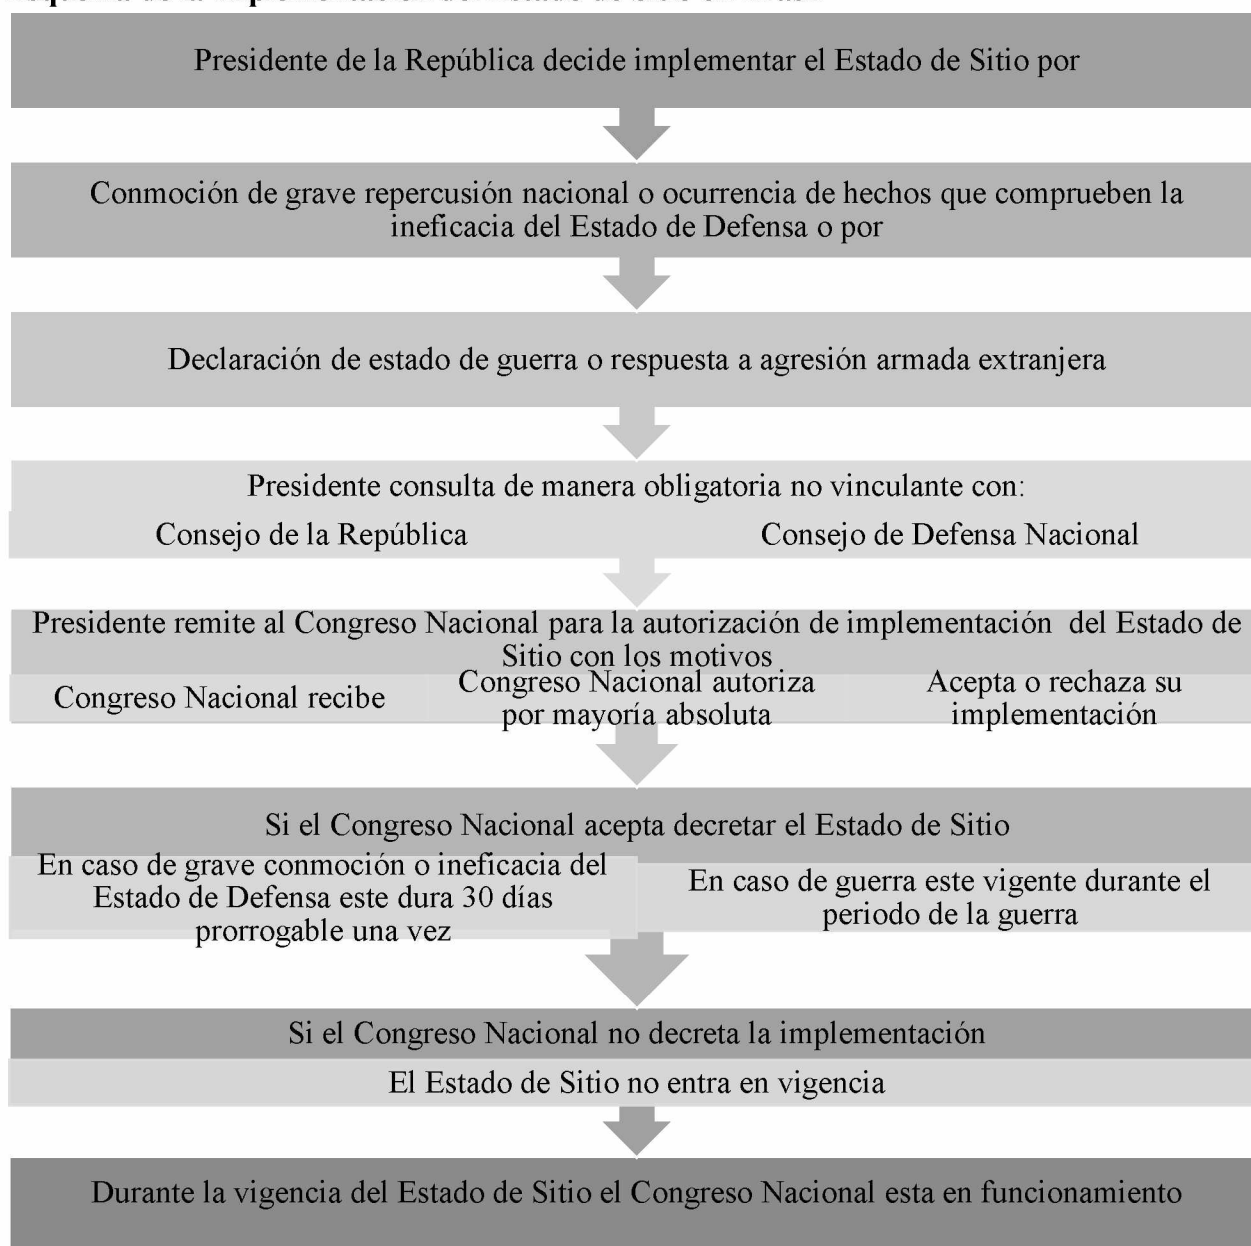 Presidente de la República decide implementar el Estado de Sitio por
Conmoción de grave repercusión nacional o ocurrencia de hechos que comprueben la
ineficacia del Estado de Defensa o por
Declaración de estado de guerra o respuesta a agresión armada extranjera
Presidente consulta de manera obligatoria no vinculante con:
Consejo de la República
Consejo de Defensa Nacional
Presidente remite al Congreso Nacional para la autorización de implementación del Estado de
Sitio con los motivos
Congreso Nacional recibe
Congreso Nacional autoriza
por mayoría absoluta
Acepta o rechaza su
implementación
Si el Congreso Nacional acepta decretar el Estado de Sitio
En caso de grave conmoción o ineficacia del
Estado de Defensa este dura 30 días
prorrogable una vez
En caso de guerra este vigente durante el
periodo de la guerra
Si el Congreso Nacional no decreta la implementación
El Estado de Sitio no entra en vigencia
Durante la vigencia del Estado de Sitio el Congreso Nacional esta en funcionamiento